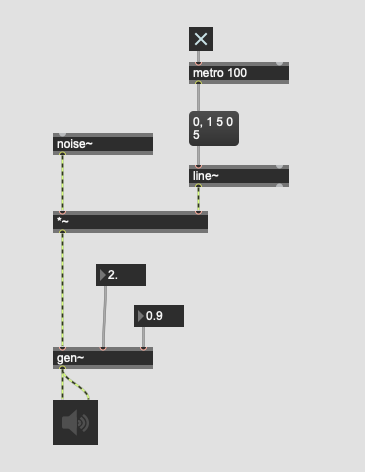 metro 100
0, 1 5 0
5
noise~
line~
*~
2.
0.9
gen~